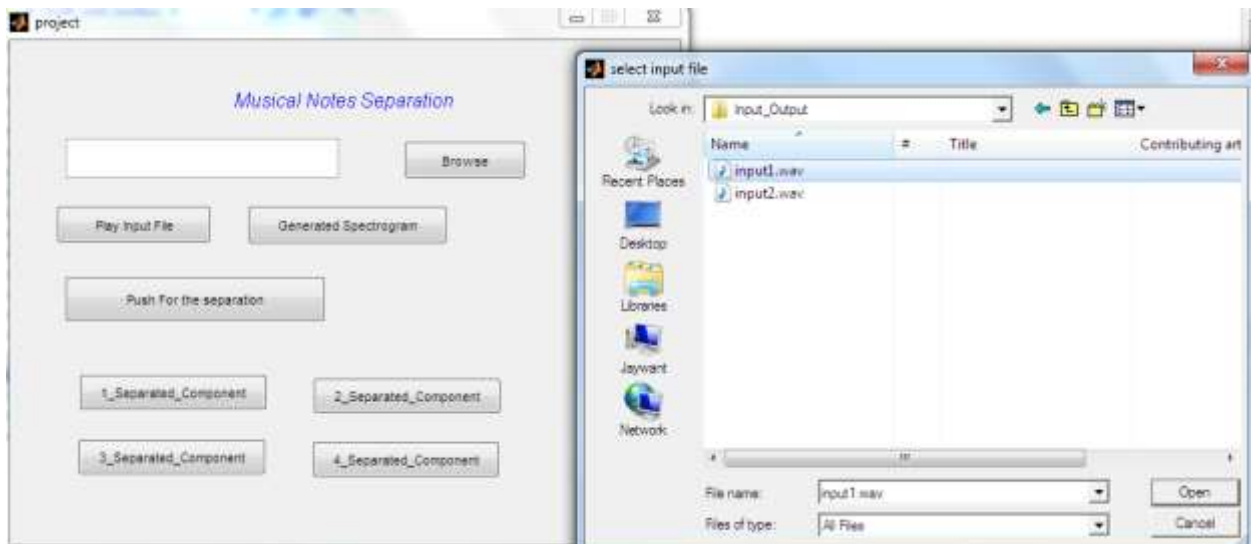 project
Musical Notes Separation
Browse
Play Input File
Generated Spectrogram
Push For the separation
1_Separated_Component
2_Separated_Component
3_Separated_Component
4_Separated_Component
select input file
Look in:
Input_Output
Name
#
Title
Contributing art
input1.wav
input2.wav
Recent Places
Desktop
Libraries
Jaywant
Network
File name:
input1.wav
Open
Files of type:
All Files
Cancel